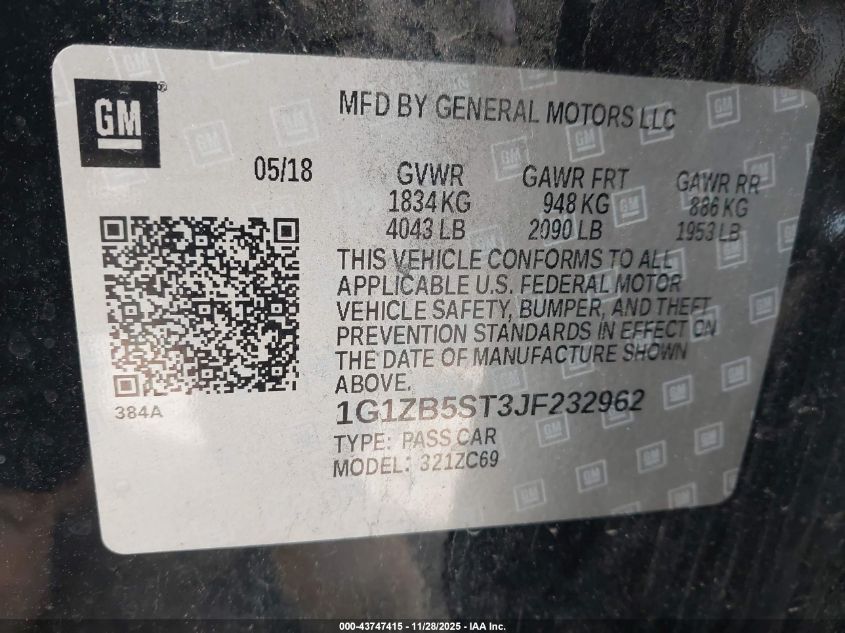 GM
®
MFD BY GENERAL MOTORS LLC
05/18
GVWR GAWR FRT GAWR RR
1834 KG 948 KG 886 KG
4043 LB 2090 LB 1953 LB
THIS VEHICLE CONFORMS TO ALL
APPLICABLE U.S. FEDERAL MOTOR
VEHICLE SAFETY, BUMPER, AND THEFT
PREVENTION STANDARDS IN EFFECT ON
THE DATE OF MANUFACTURE SHOWN
ABOVE.
384A
1G1ZB5ST3JF232962
TYPE: PASS CAR
MODEL: 321ZC69
000-43747415 -- 11/28/2025 -- IAA Inc.